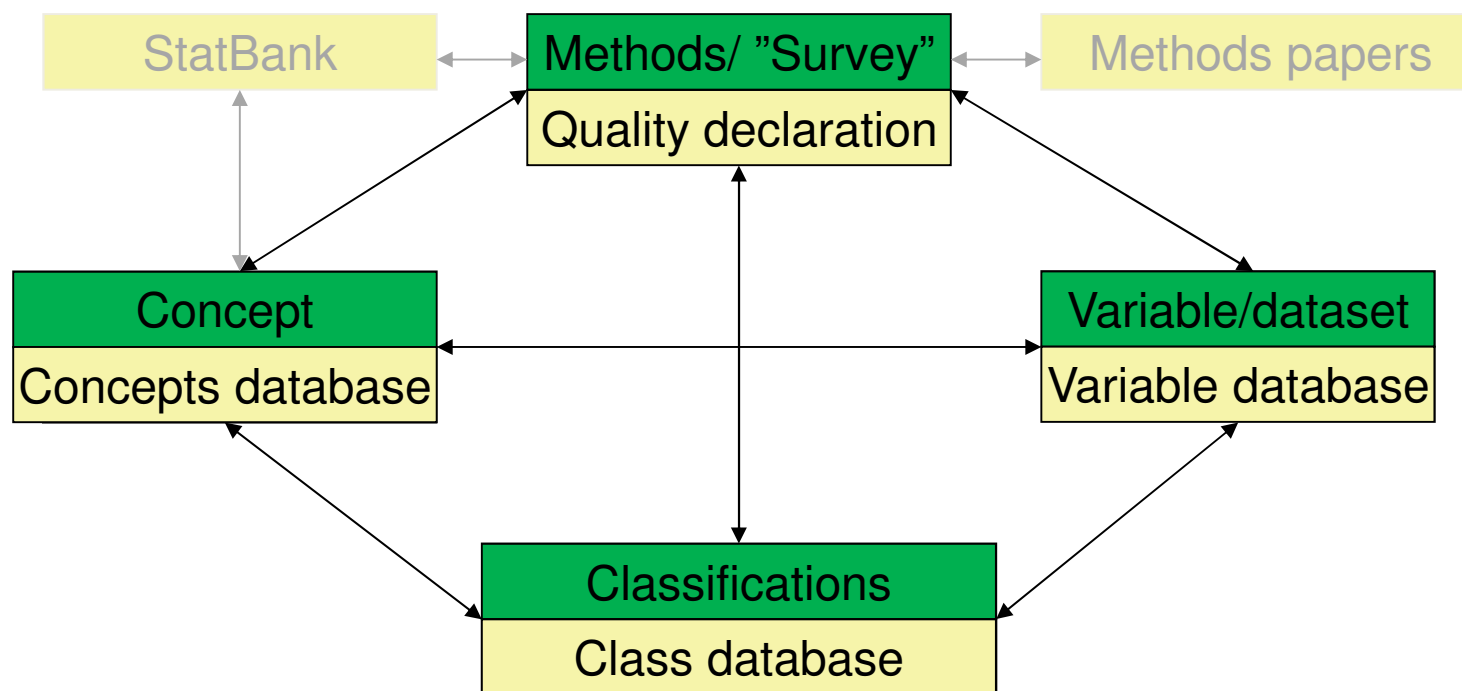 StatBank
Methods/ ”Survey”
Methods papers
Quality declaration
Concept
Variable/dataset
Concepts database
Variable database
Classifications
Class database